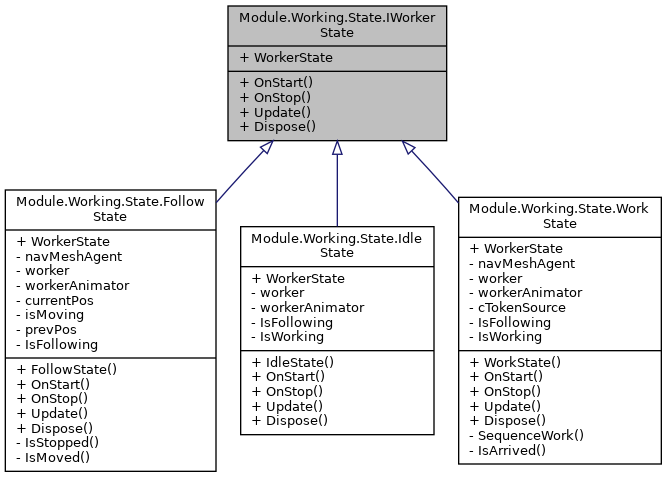 Module.Working.State.IWorker
State
+ WorkerState
+ OnStart()
+ OnStop()
+ Update()
+ Dispose()
Module.Working.State.Follow
State
+ WorkerState
- navMeshAgent
- worker
- workerAnimator
- currentPos
- isMoving
- prevPos
- IsFollowing
+ FollowState()
+ OnStart()
+ OnStop()
+ Update()
+ Dispose()
- IsStopped()
- IsMoved()
Module.Working.State.Idle
State
+ WorkerState
- worker
- workerAnimator
- IsFollowing
- IsWorking
+ IdleState()
+ OnStart()
+ OnStop()
+ Update()
+ Dispose()
Module.Working.State.Work
State
+ WorkerState
- navMeshAgent
- worker
- workerAnimator
- cTokenSource
- IsFollowing
- IsWorking
+ WorkState()
+ OnStart()
+ OnStop()
+ Update()
+ Dispose()
- SequenceWork()
- IsArrived()